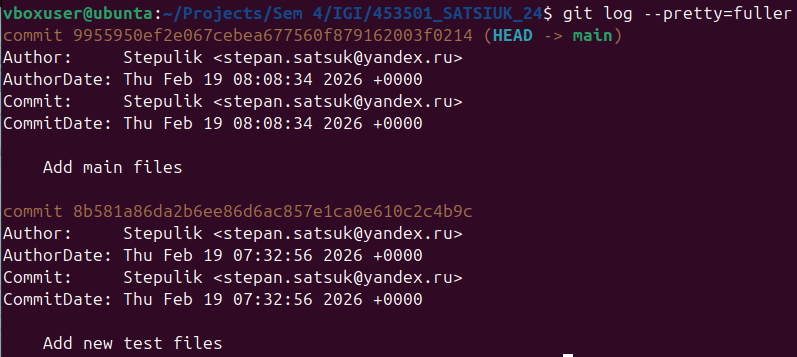 vboxuser@ubunta:~/Projects/Sem 4/IGI/453501_SATSIUK_24$ git log --pretty=fuller
commit 9955950ef2e067cebea677560f879162003f0214 (HEAD -> main)
Author:     Stepulik <stepan.satsuk@yandex.ru>
AuthorDate: Thu Feb 19 08:08:34 2026 +0000
Commit:     Stepulik <stepan.satsuk@yandex.ru>
CommitDate: Thu Feb 19 08:08:34 2026 +0000
    Add main files
commit 8b581a86da2b6ee86d6ac857e1ca0e610c2c4b9c
Author:     Stepulik <stepan.satsuk@yandex.ru>
AuthorDate: Thu Feb 19 07:32:56 2026 +0000
Commit:     Stepulik <stepan.satsuk@yandex.ru>
CommitDate: Thu Feb 19 07:32:56 2026 +0000
    Add new test files